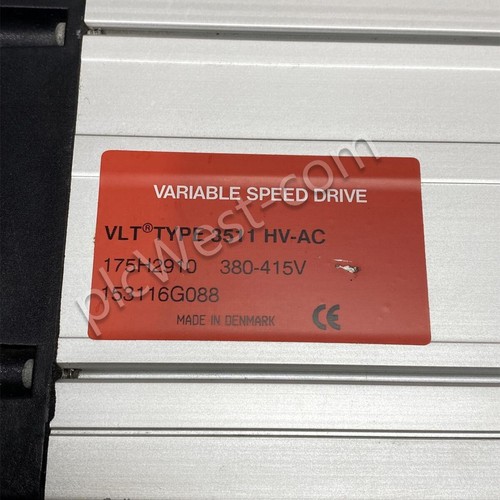 VARIABLE SPEED DRIVE
VLT® TYPE 3511 HV-AC
175H2910 380-415V
153116G088
MADE IN DENMARK CE
plcWest-com